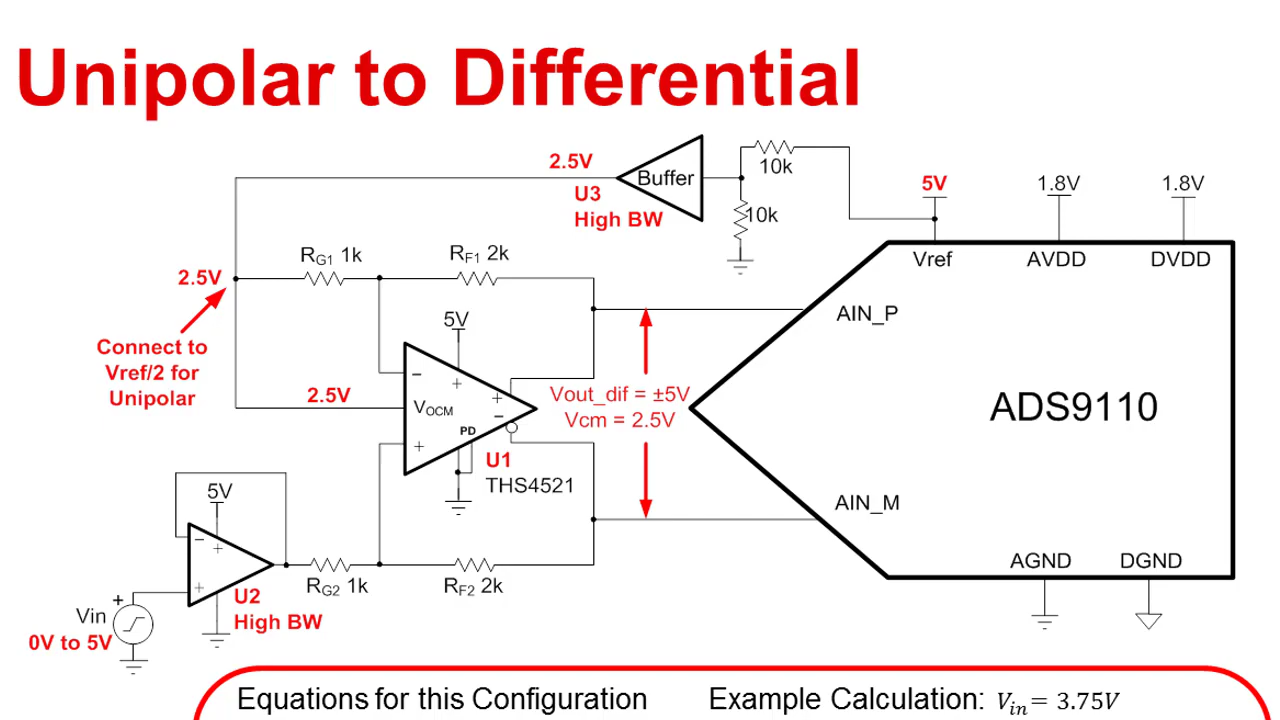 Unipolar to Differential
2.5V
Buffer
10k
U3
High BW
10k
5V
1.8V
1.8V
Vref
AVDD
DVDD
RG1 1k
RF1 2k
2.5V
Connect to
Vref/2 for
Unipolar
5V
AIN_P
2.5V
−
+
VOCM
+
−
PD
+
Vout_dif = ±5V
Vcm = 2.5V
ADS9110
U1
THS4521
5V
AIN_M
−
+
+
RG2 1k
RF2 2k
U2
High BW
AGND
DGND
+
Vin
0V to 5V
Equations for this Configuration
Example Calculation: Vin = 3.75V